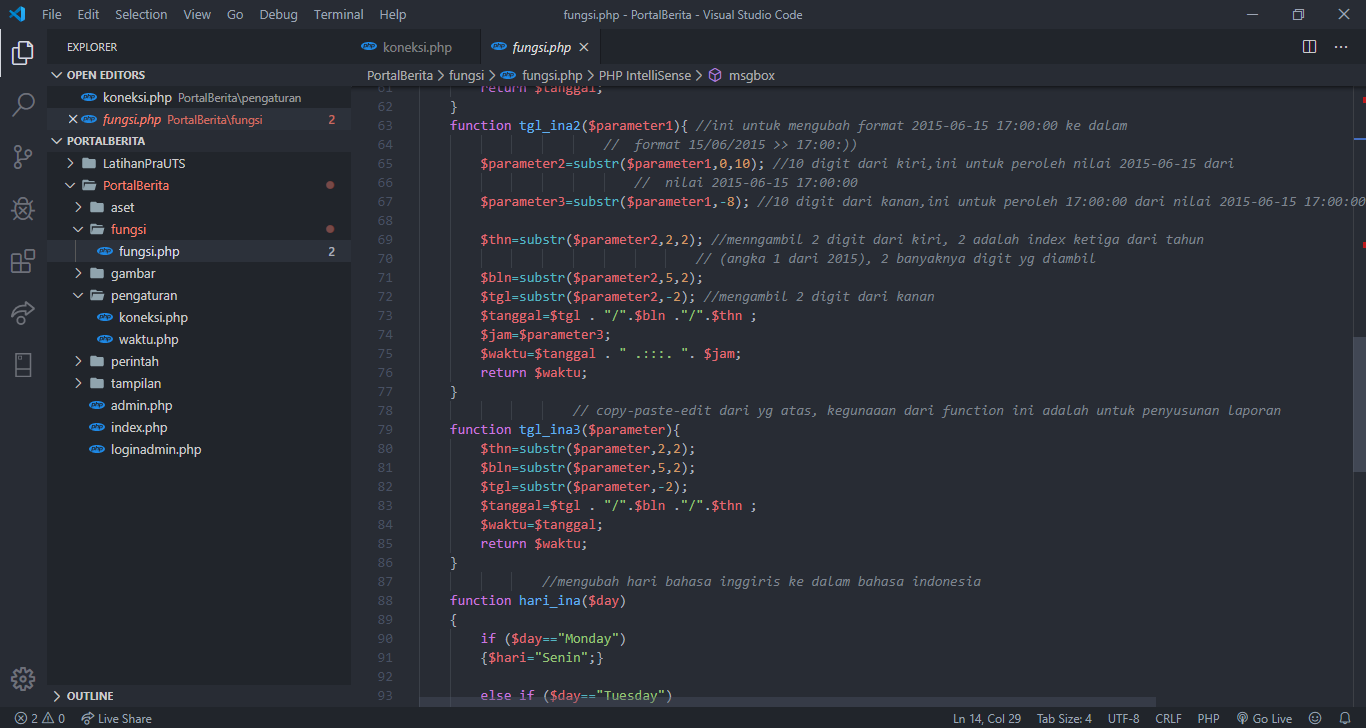 File Edit Selection View Go Debug Terminal Help fungsi.php - PortalBerita - Visual Studio Code
EXPLORER
OPEN EDITORS
koneksi.php PortalBerita\pengaturan
fungsi.php PortalBerita\fungsi 2
PORTALBERITA
LatihanPraUTS
PortalBerita
aset
fungsi
fungsi.php 2
gambar
pengaturan
koneksi.php
waktu.php
perintah
tampilan
admin.php
index.php
loginadmin.php
OUTLINE
koneksi.php fungsi.php
PortalBerita > fungsi > fungsi.php > PHP IntelliSense > msgbox
61 return $tanggal;
62 }
63 function tgl_ina2($parameter1){ //ini untuk mengubah format 2015-06-15 17:00:00 ke dalam
64 // format 15/06/2015 >> 17:00:))
65 $parameter2=substr($parameter1,0,10); //10 digit dari kiri,ini untuk peroleh nilai 2015-06-15 dari
66 // nilai 2015-06-15 17:00:00
67 $parameter3=substr($parameter1,-8); //10 digit dari kanan,ini untuk peroleh 17:00:00 dari nilai 2015-06-15 17:00:00
68
69 $thn=substr($parameter2,2,2); //menngambil 2 digit dari kiri, 2 adalah index ketiga dari tahun
70 // (angka 1 dari 2015), 2 banyaknya digit yg diambil
71 $bln=substr($parameter2,5,2);
72 $tgl=substr($parameter2,-2); //mengambil 2 digit dari kanan
73 $tanggal=$tgl . "/".$bln ."/".$thn ;
74 $jam=$parameter3;
75 $waktu=$tanggal . " .:::. ". $jam;
76 return $waktu;
77 }
78 // copy-paste-edit dari yg atas, kegunaaan dari function ini adalah untuk penyusunan laporan
79 function tgl_ina3($parameter){
80 $thn=substr($parameter,2,2);
81 $bln=substr($parameter,5,2);
82 $tgl=substr($parameter,-2);
83 $tanggal=$tgl . "/".$bln ."/".$thn ;
84 $waktu=$tanggal;
85 return $waktu;
86 }
87 //mengubah hari bahasa inggiris ke dalam bahasa indonesia
88 function hari_ina($day)
89 {
90 if ($day=="Monday")
91 {$hari="Senin";}
92
93 else if ($day=="Tuesday")
2 0 Live Share Ln 14, Col 29 Tab Size: 4 UTF-8 CRLF PHP Go Live